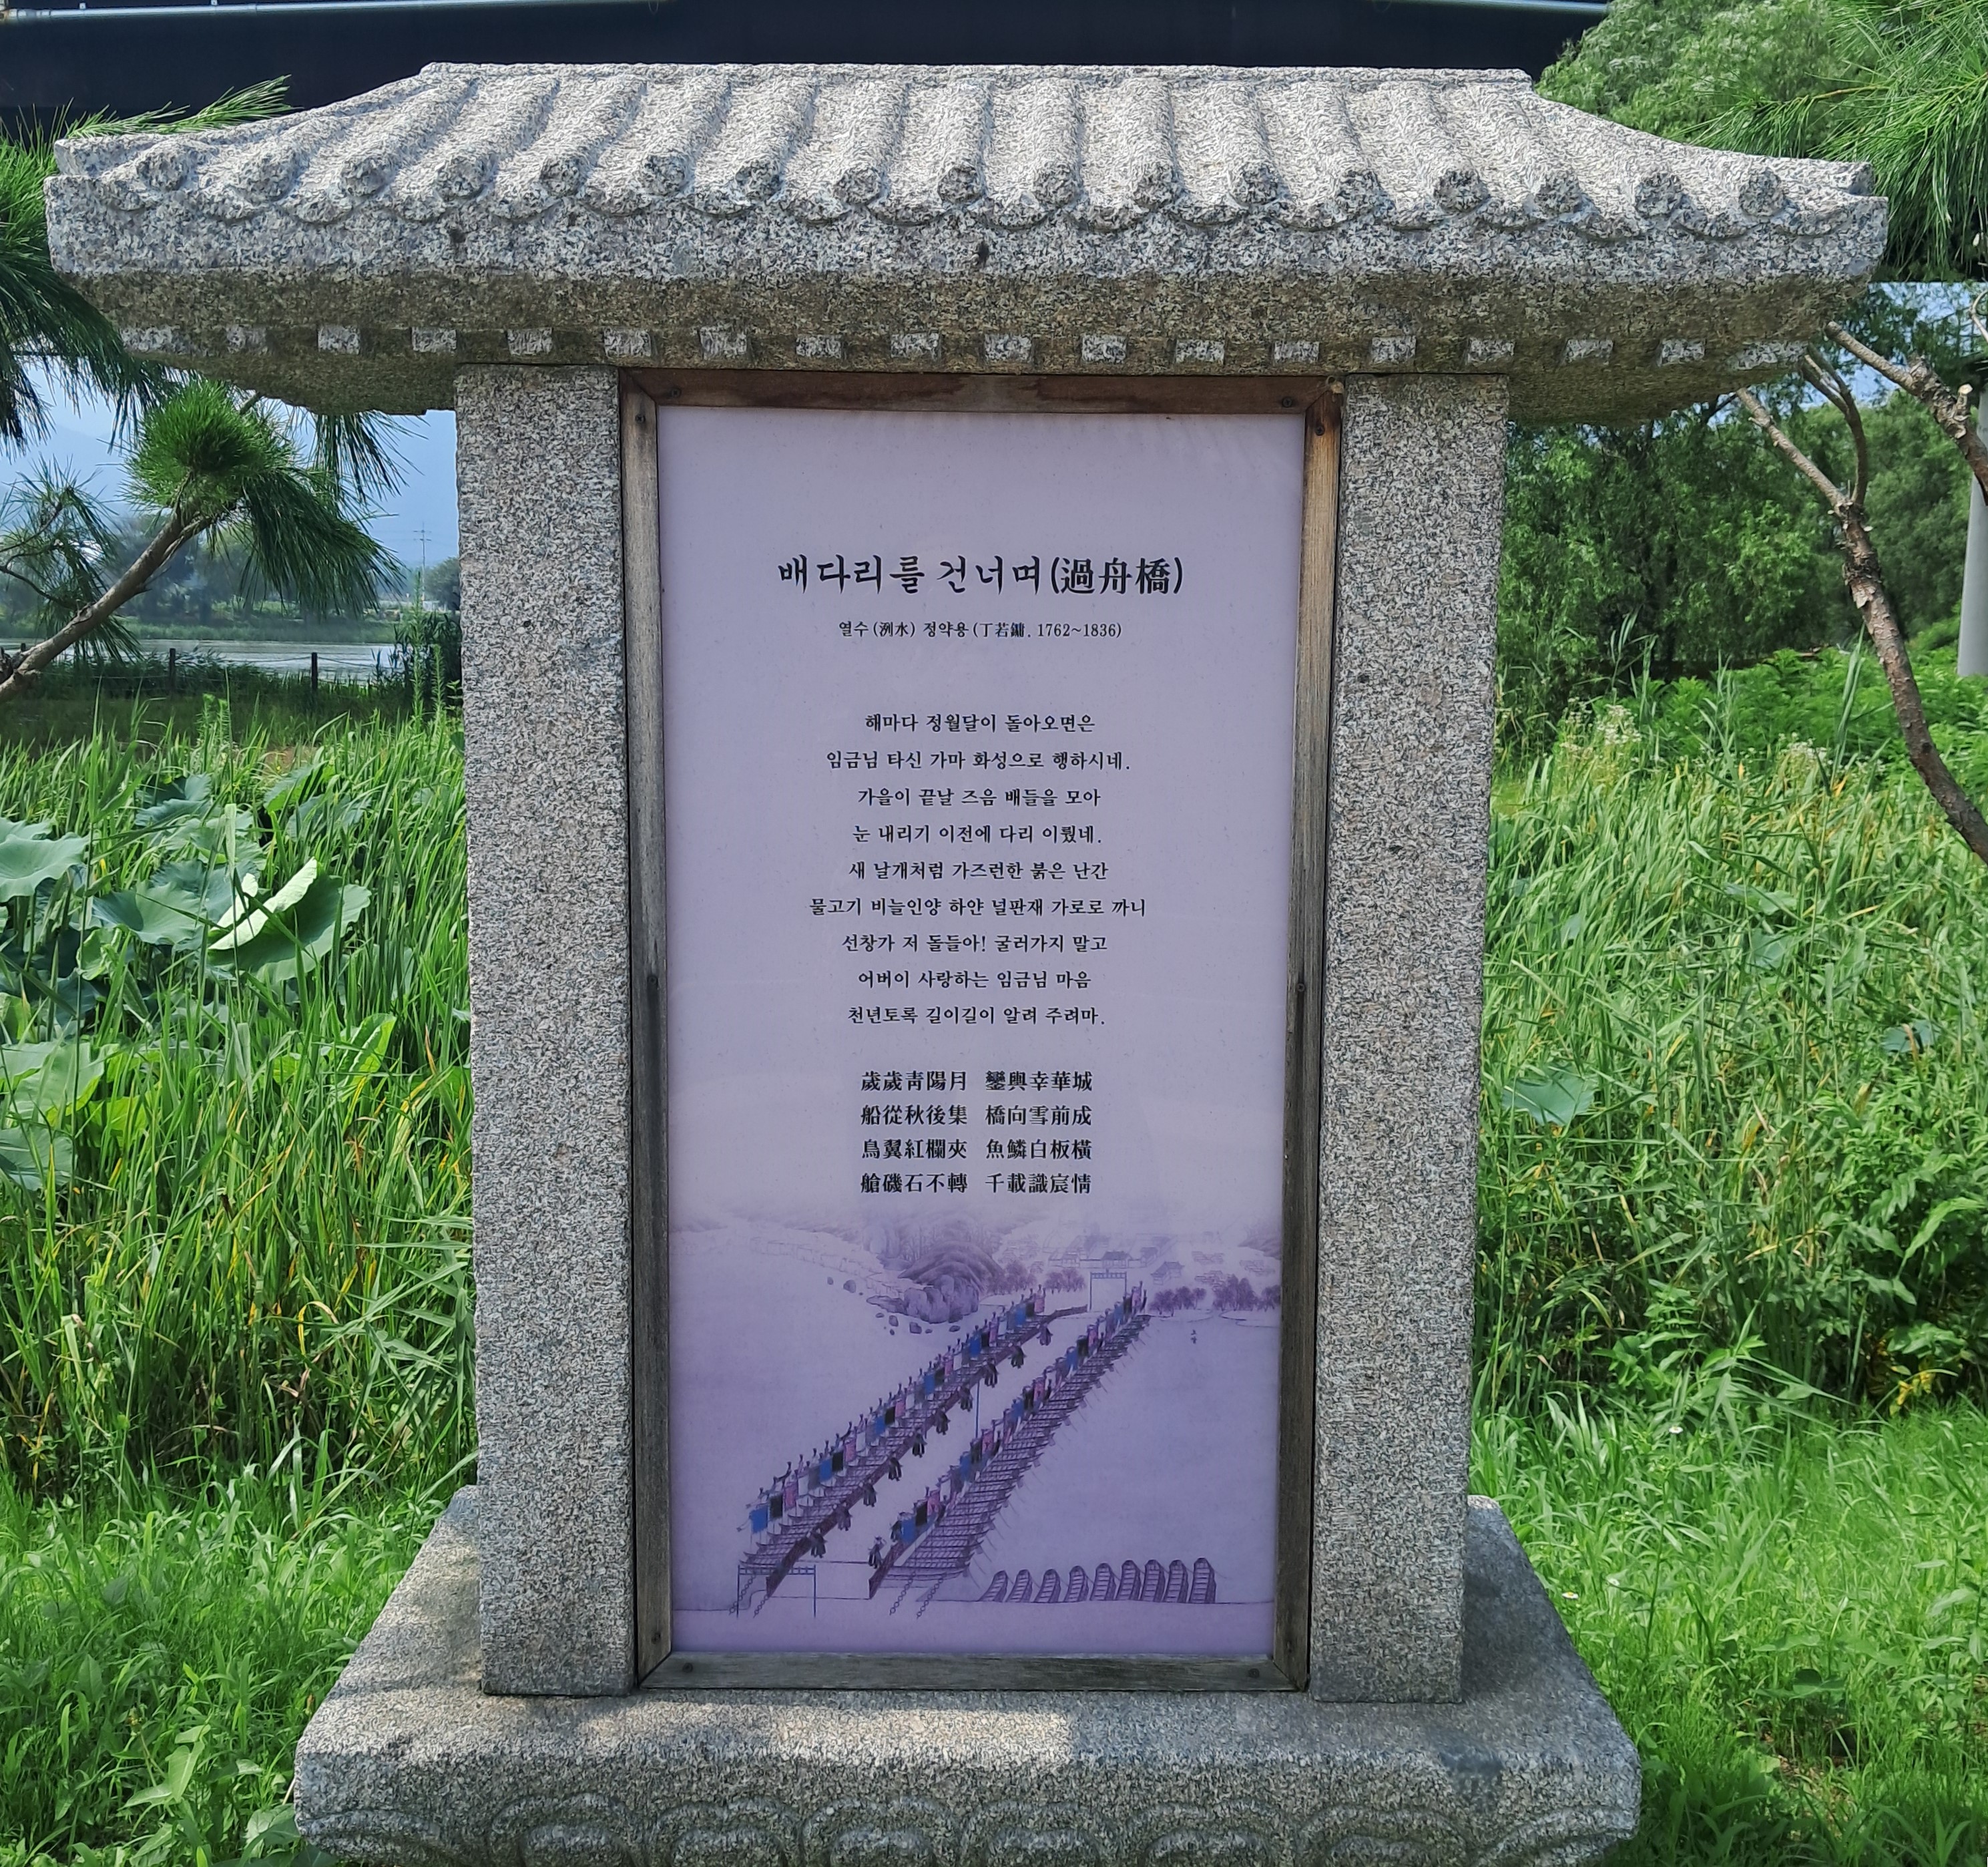 배다리를 건너며(過舟橋)
열수(洌水) 정약용(丁若鏞. 1762~1836)
해마다 정월달이 돌아오면은
임금님 타신 가마 화성으로 행하시네.
가을이 끝날 즈음 배들을 모아
눈 내리기 이전에 다리 이뤘네.
새 날개처럼 가즈런한 붉은 난간
물고기 비늘인양 하얀 널판재 가로로 까니
선창가 저 돌들아! 굴러가지 말고
어버이 사랑하는 임금님 마음
천년토록 길이길이 알려 주려마.
歲歲靑陽月 鑾輿幸華城
船從秋後集 橋向雪前成
鳥翼紅欄夾 魚鱗白板橫
艙磯石不轉 千載識宸情